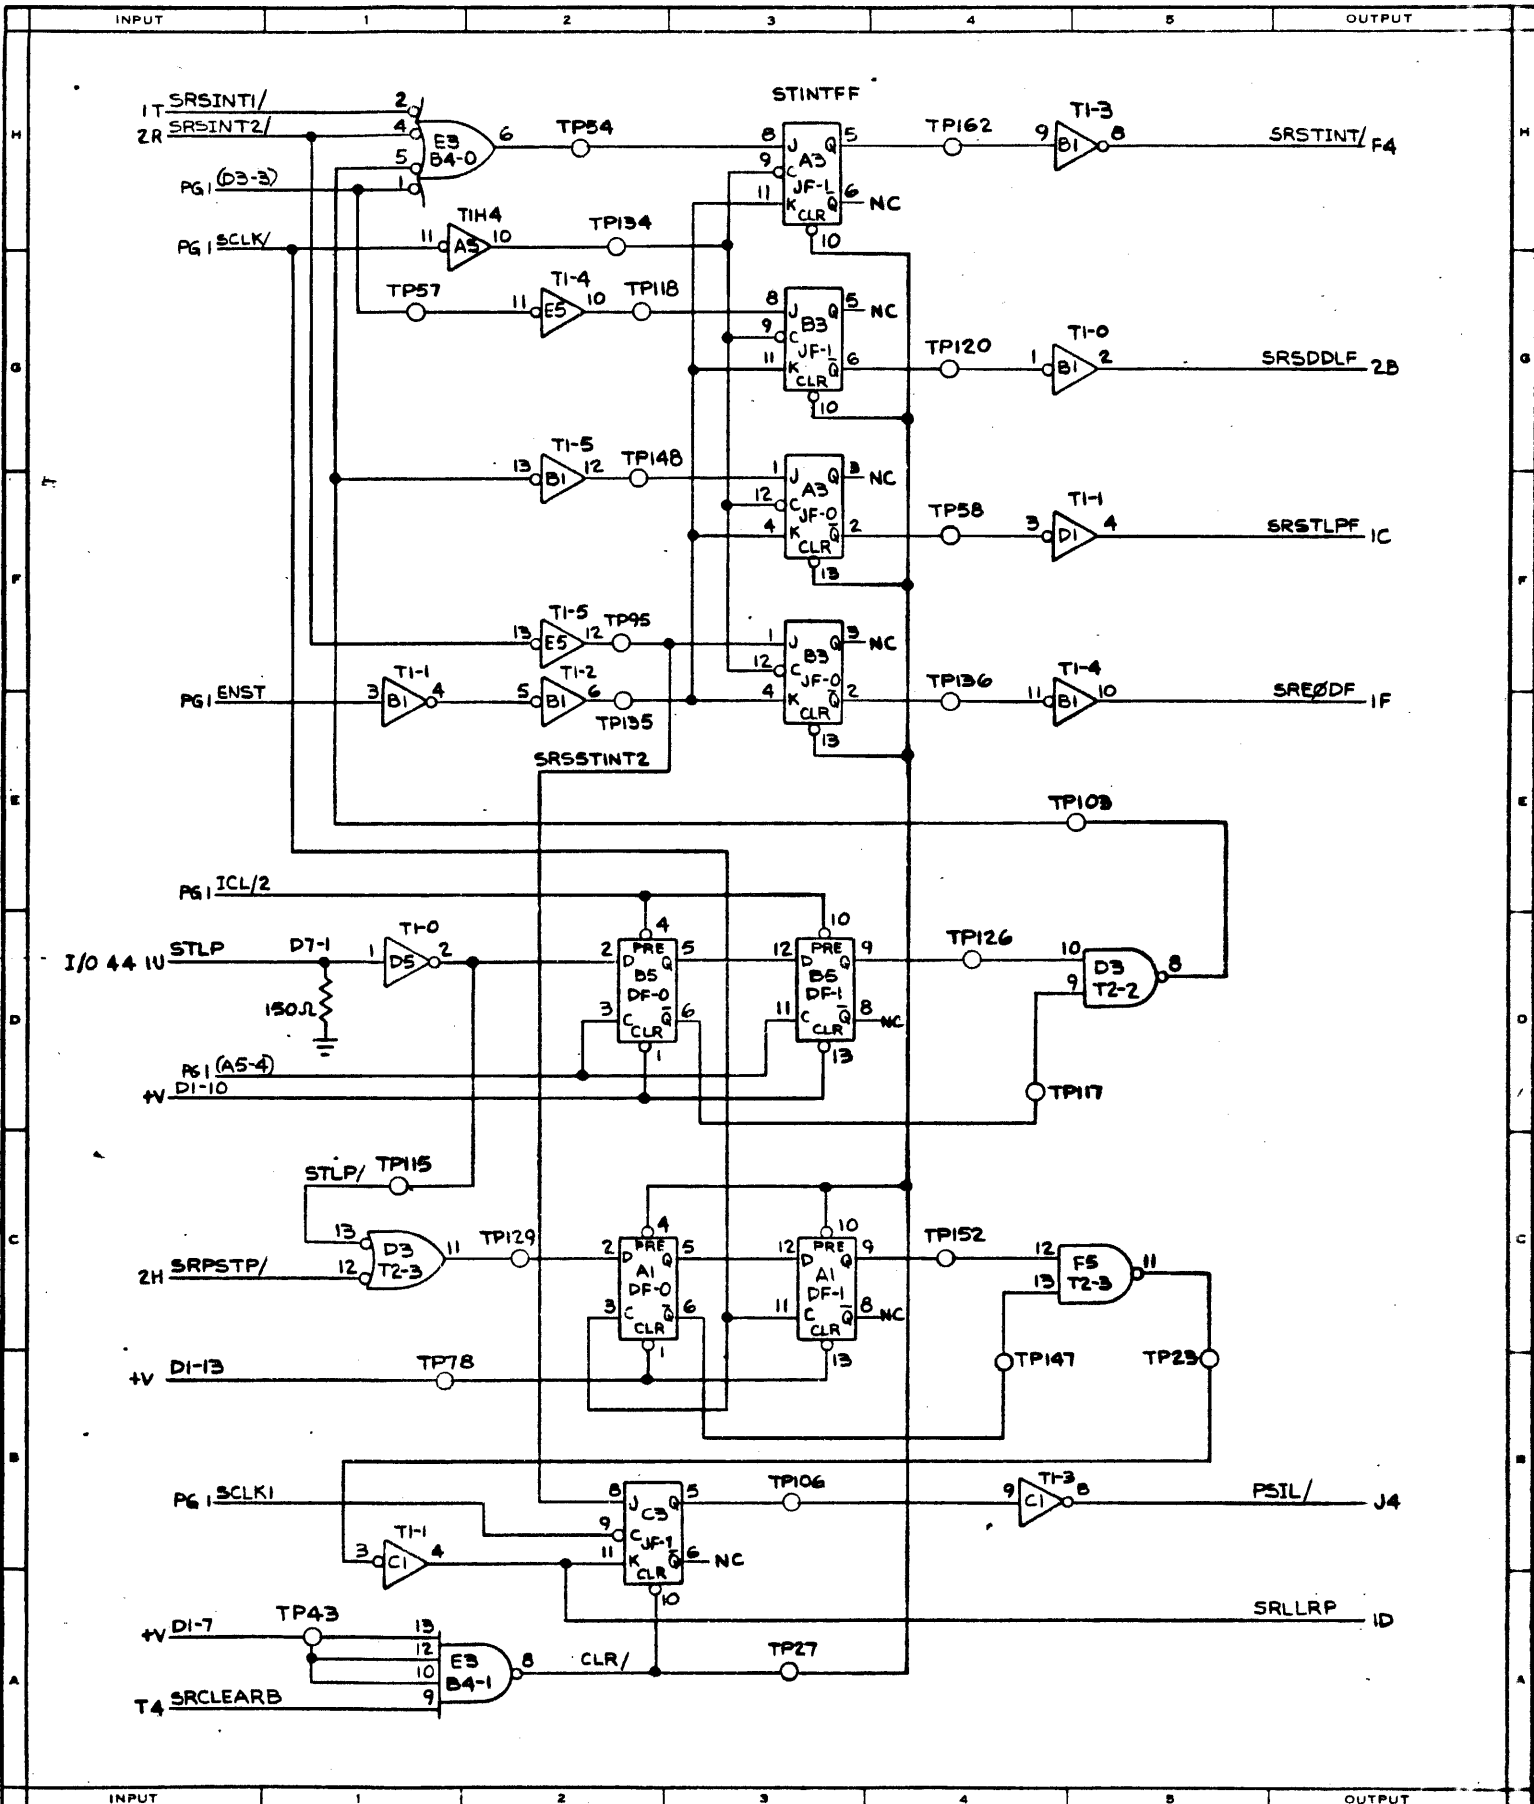 INPUT 1 2 3 4 5 OUTPUT
STINTFF
1T SRSINT1/ 2
2R SRSINT2/ 4
5
PG1 (D3-3) 1
E3
B4-0
6
TP54
8 J Q 5
9 C A3
JF-1
11 K Q̅ 6 NC
CLR
10
TP162
T1-3
9 B1 8
SRSTINT/ F4
H H
PG1 SCLK/
T1H4
11 A5 10
TP134
TP57
T1-4
11 E5 10
TP118
8 J Q 5 NC
9 C B3
JF-1
11 K Q̅ 6
CLR
10
TP120
T1-0
1 B1 2
SRSDDLF 2B
G G
T1-5
13 B1 12
TP148
1 J Q 3 NC
12 C A3
JF-0
4 K Q̅ 2
CLR
13
TP58
T1-1
3 D1 4
SRSTLPF 1C
F F
T1-5
13 E5 12
TP95
1 J Q 3 NC
12 C B3
JF-0
4 K Q̅ 2
CLR
13
PG1 ENST
T1-1
3 B1 4
T1-2
5 B1 6
TP135
TP136
T1-4
11 B1 10
SREØDF 1F
SRSSTINT2
E E
TP103
PG1 ICL/2
I/O 44 1U STLP
D7-1
150Ω
T1-0
1 D5 2
4
PRE
2 D Q 5
B5
DF-0
3 C Q̅ 6
CLR
1
10
PRE
12 D Q 9
B5
DF-1
11 C Q̅ 8 NC
CLR
13
TP126
10
9
D3
T2-2
8
D D
PG1 (A5-4)
+V D1-10
TP117
STLP/
TP115
13
12
D3
T2-3
11
2H SRPSTP/
TP129
4
PRE
2 D Q 5
A1
DF-0
3 C Q̅ 6
CLR
1
10
PRE
12 D Q 9
A1
DF-1
11 C Q̅ 8 NC
CLR
13
TP152
12
13
F5
T2-3
11
C C
+V D1-13
TP78
TP147
TP23
B B
PG1 SCLK1
T1-1
3 C1 4
8 J Q 5
9 C C3
JF-1
11 K Q̅ 6 NC
CLR
10
TP106
T1-3
9 C1 8
PSIL/ J4
SRLLRP 1D
+V D1-7
TP43
13
12
10
9
E3
B4-1
8
CLR/
TP27
T4 SRCLEARB
A A
INPUT 1 2 3 4 5 OUTPUT